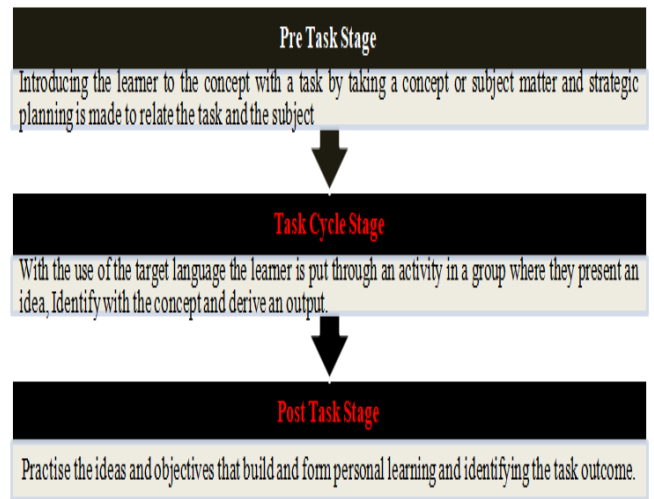 Pre Task Stage
Introducing the learner to the concept with a task by taking a concept or subject matter and strategic
planning is made to relate the task and the subject
Task Cycle Stage
With the use of the target language the learner is put through an activity in a group where they present an
idea, Identify with the concept and derive an output.
Post Task Stage
Practise the ideas and objectives that build and form personal learning and identifying the task outcome.